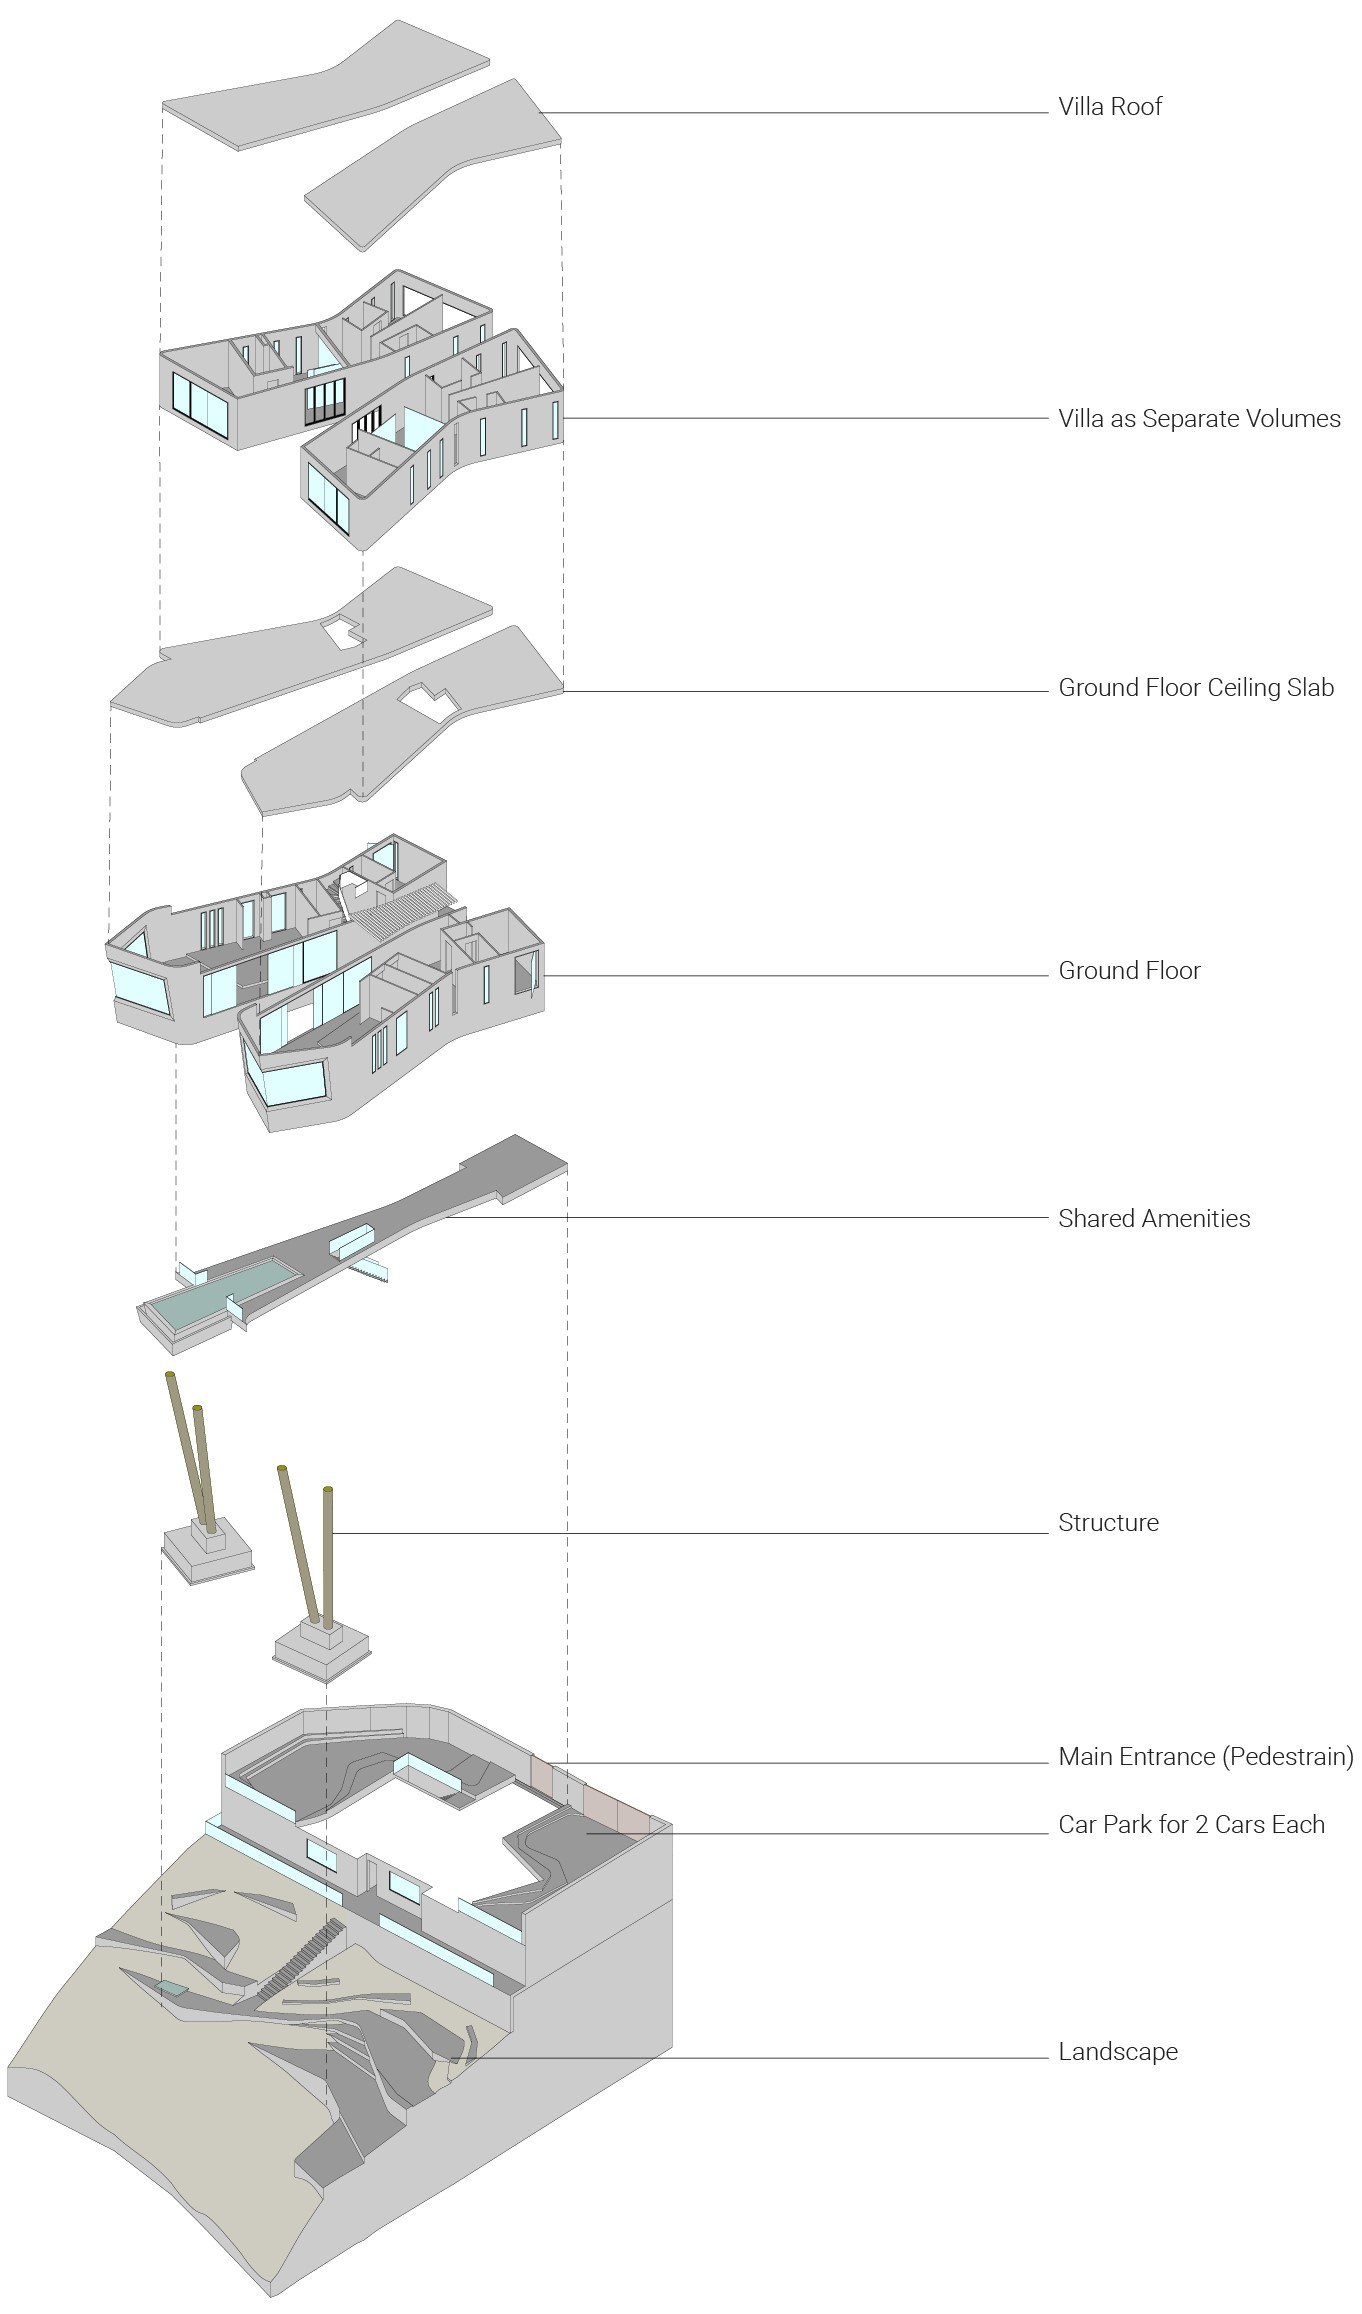 Villa Roof
Villa as Separate Volumes
Ground Floor Ceiling Slab
Ground Floor
Shared Amenities
Structure
Main Entrance (Pedestrain)
Car Park for 2 Cars Each
Landscape